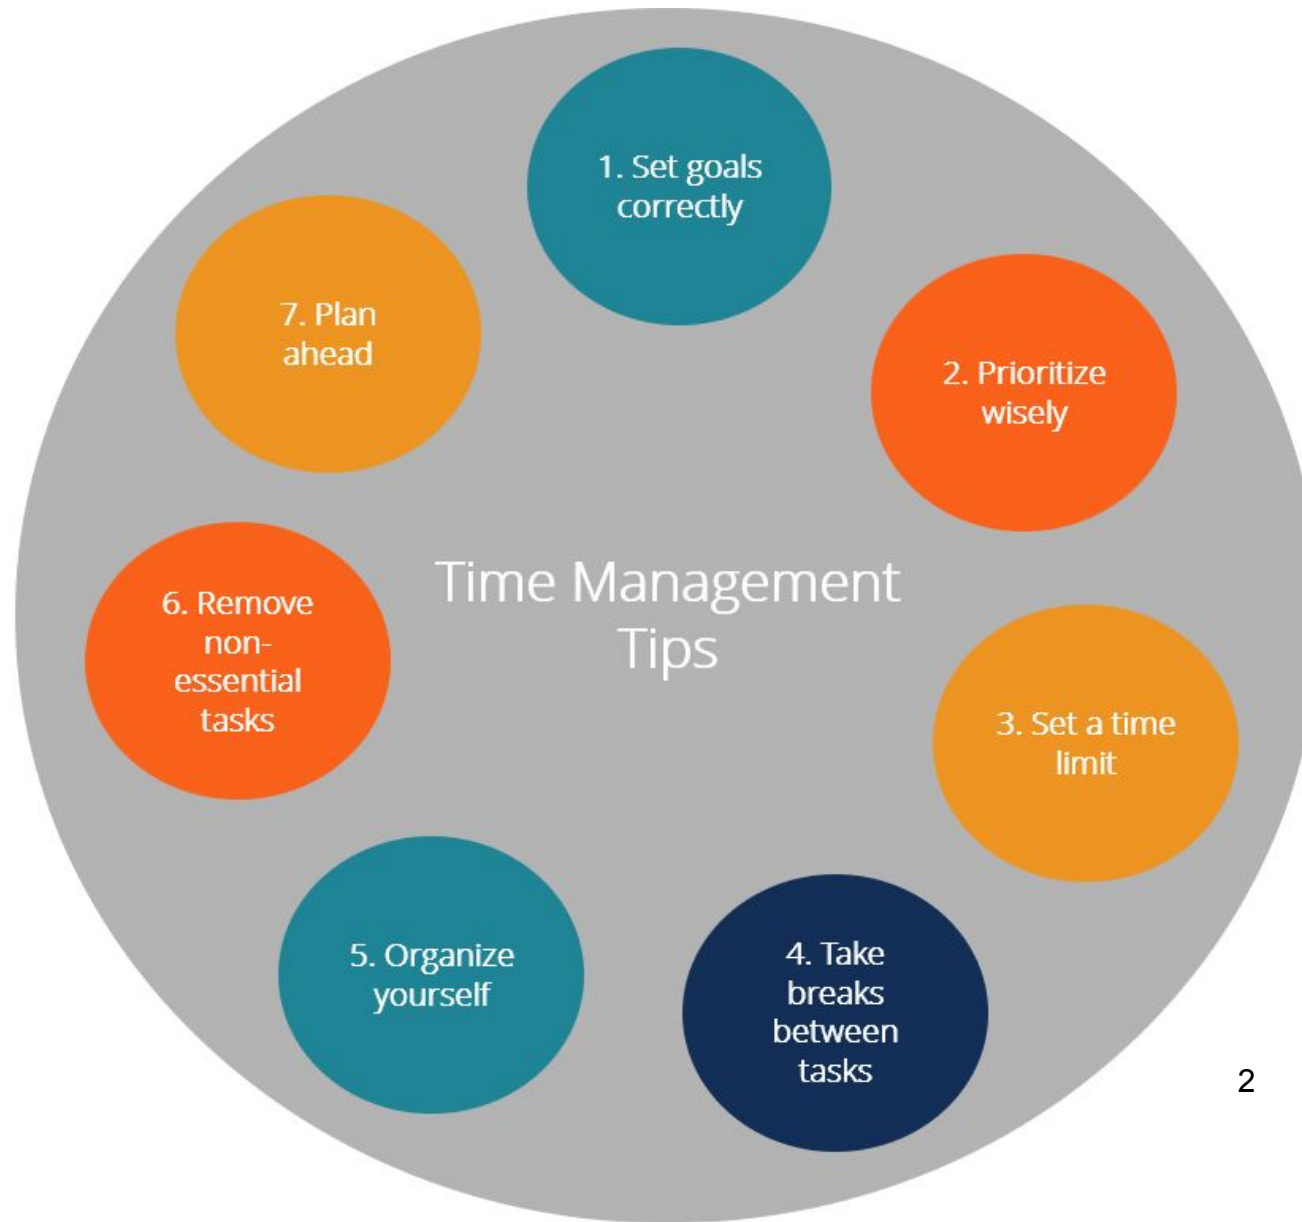 Time Management
Tips
1. Set goals
correctly
2. Prioritize
wisely
3. Set a time
limit
4. Take
breaks
between
tasks
5. Organize
yourself
6. Remove
non-
essential
tasks
7. Plan
ahead
2